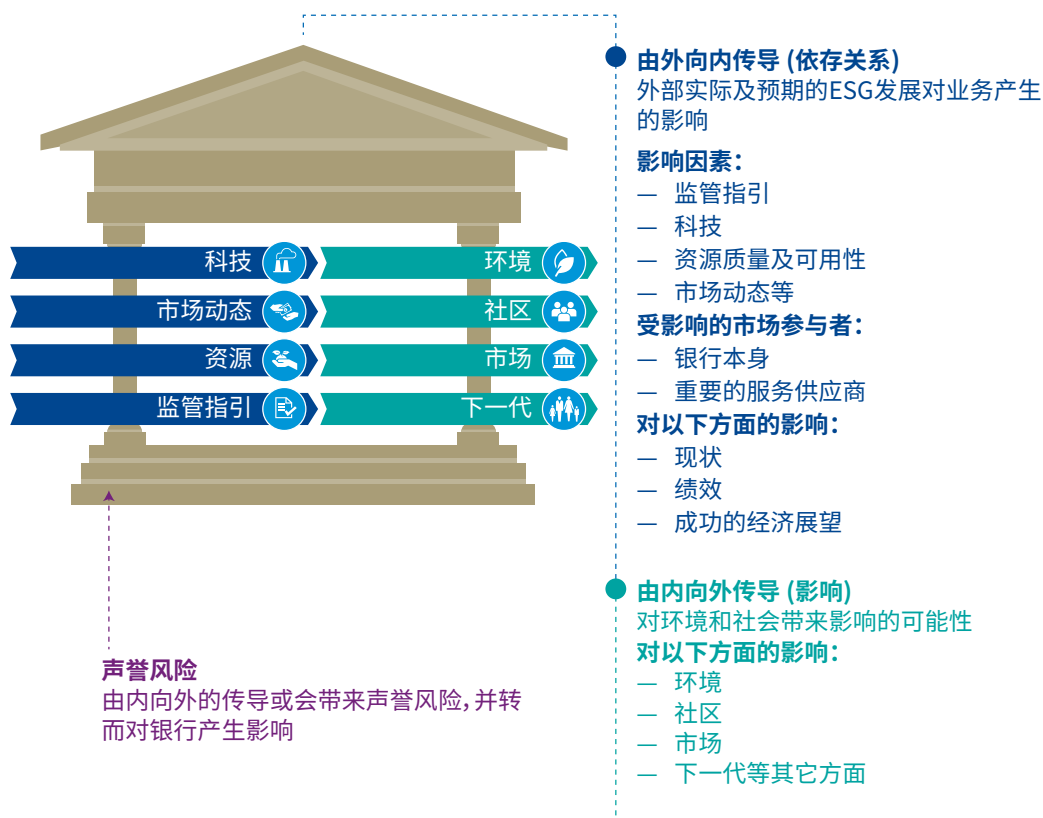 科技
环境
市场动态
社区
资源
市场
监管指引
下一代
声誉风险
由内向外的传导或会带来声誉风险，并转
而对银行产生影响
由外向内传导 (依存关系)
外部实际及预期的ESG发展对业务产生
的影响
影响因素：
— 监管指引
— 科技
— 资源质量及可用性
— 市场动态等
受影响的市场参与者：
— 银行本身
— 重要的服务供应商
对以下方面的影响：
— 现状
— 绩效
— 成功的经济展望
由内向外传导 (影响)
对环境和社会带来影响的可能性
对以下方面的影响：
— 环境
— 社区
— 市场
— 下一代等其它方面